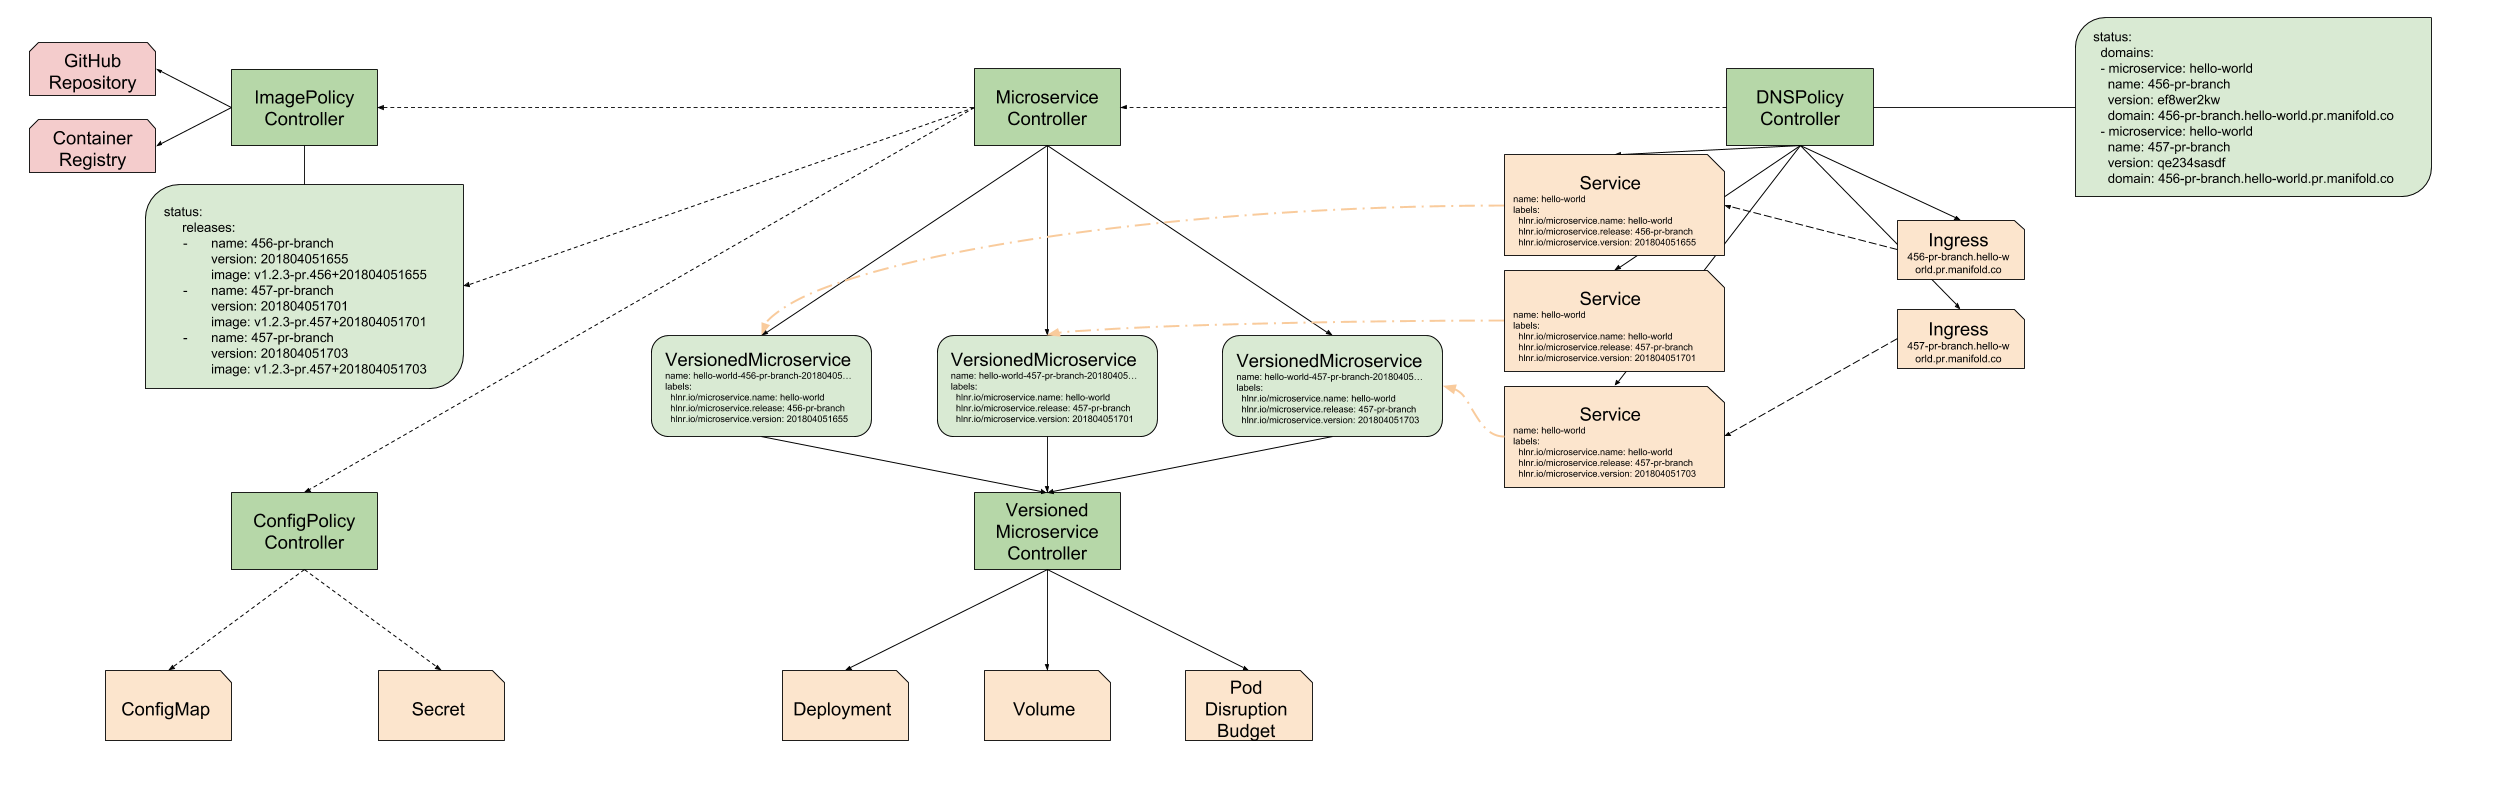 GitHub
Repository
Container
Registry
ImagePolicy
Controller
status:
releases:
- name: 456-pr-branch
version: 201804051655
image: v1.2.3-pr.456+201804051655
- name: 457-pr-branch
version: 201804051701
image: v1.2.3-pr.457+201804051701
- name: 457-pr-branch
version: 201804051703
image: v1.2.3-pr.457+201804051703
ConfigPolicy
Controller
ConfigMap
Secret
Microservice
Controller
VersionedMicroservice
name: hello-world-456-pr-branch-20180405…
labels:
hlnr.io/microservice.name: hello-world
hlnr.io/microservice.release: 456-pr-branch
hlnr.io/microservice.version: 201804051655
VersionedMicroservice
name: hello-world-457-pr-branch-20180405…
labels:
hlnr.io/microservice.name: hello-world
hlnr.io/microservice.release: 457-pr-branch
hlnr.io/microservice.version: 201804051701
VersionedMicroservice
name: hello-world-457-pr-branch-20180405…
labels:
hlnr.io/microservice.name: hello-world
hlnr.io/microservice.release: 457-pr-branch
hlnr.io/microservice.version: 201804051703
Versioned
Microservice
Controller
Deployment
Volume
Pod
Disruption
Budget
DNSPolicy
Controller
Service
name: hello-world
labels:
hlnr.io/microservice.name: hello-world
hlnr.io/microservice.release: 456-pr-branch
hlnr.io/microservice.version: 201804051655
Service
name: hello-world
labels:
hlnr.io/microservice.name: hello-world
hlnr.io/microservice.release: 457-pr-branch
hlnr.io/microservice.version: 201804051701
Service
name: hello-world
labels:
hlnr.io/microservice.name: hello-world
hlnr.io/microservice.release: 457-pr-branch
hlnr.io/microservice.version: 201804051703
Ingress
456-pr-branch.hello-w
orld.pr.manifold.co
Ingress
457-pr-branch.hello-w
orld.pr.manifold.co
status:
domains:
- microservice: hello-world
name: 456-pr-branch
version: ef8wer2kw
domain: 456-pr-branch.hello-world.pr.manifold.co
- microservice: hello-world
name: 457-pr-branch
version: qe234sasdf
domain: 456-pr-branch.hello-world.pr.manifold.co